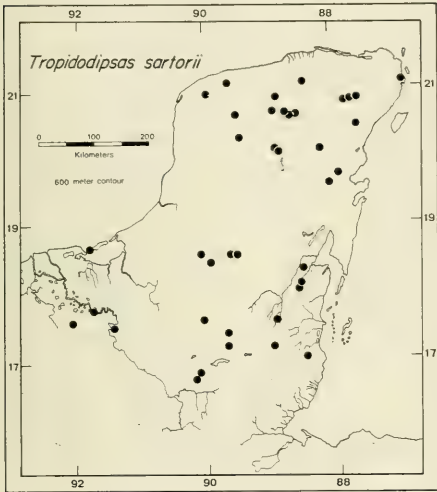 92 90 88
Tropidodipsas sartorii
21 21
0 100 200
Kilometers
600 meter contour
19 19
17 17
92 90 88